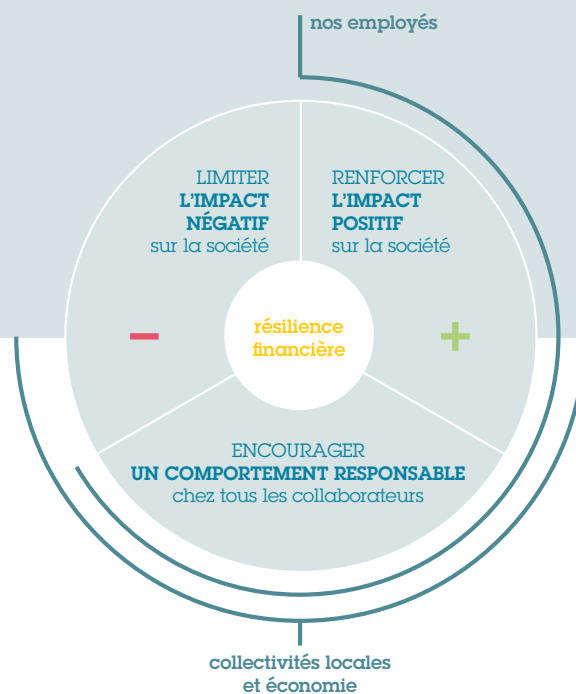 nos employés
LIMITER
L'IMPACT
NÉGATIF
sur la société
RENFORCER
L'IMPACT
POSITIF
sur la société
–
résilience
financière
+
ENCOURAGER
UN COMPORTEMENT RESPONSABLE
chez tous les collaborateurs
collectivités locales
et économie